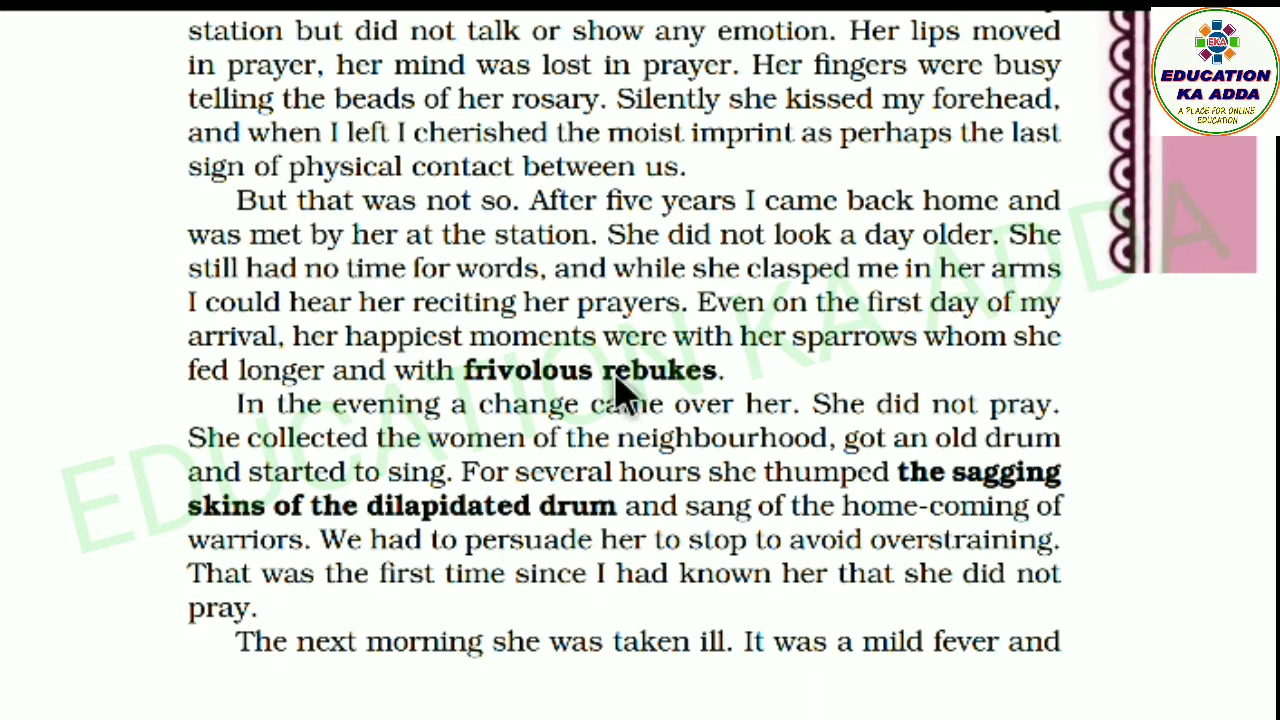 station but did not talk or show any emotion. Her lips moved
in prayer, her mind was lost in prayer. Her fingers were busy
telling the beads of her rosary. Silently she kissed my forehead,
and when I left I cherished the moist imprint as perhaps the last
sign of physical contact between us.
But that was not so. After five years I came back home and
was met by her at the station. She did not look a day older. She
still had no time for words, and while she clasped me in her arms
I could hear her reciting her prayers. Even on the first day of my
arrival, her happiest moments were with her sparrows whom she
fed longer and with frivolous rebukes.
In the evening a change came over her. She did not pray.
She collected the women of the neighbourhood, got an old drum
and started to sing. For several hours she thumped the sagging
skins of the dilapidated drum and sang of the home-coming of
warriors. We had to persuade her to stop to avoid overstraining.
That was the first time since I had known her that she did not
pray.
The next morning she was taken ill. It was a mild fever and
EKA
EDUCATION
KA ADDA
A PLACE FOR ONLINE
EDUCATION
EDUCATION KA ADDA